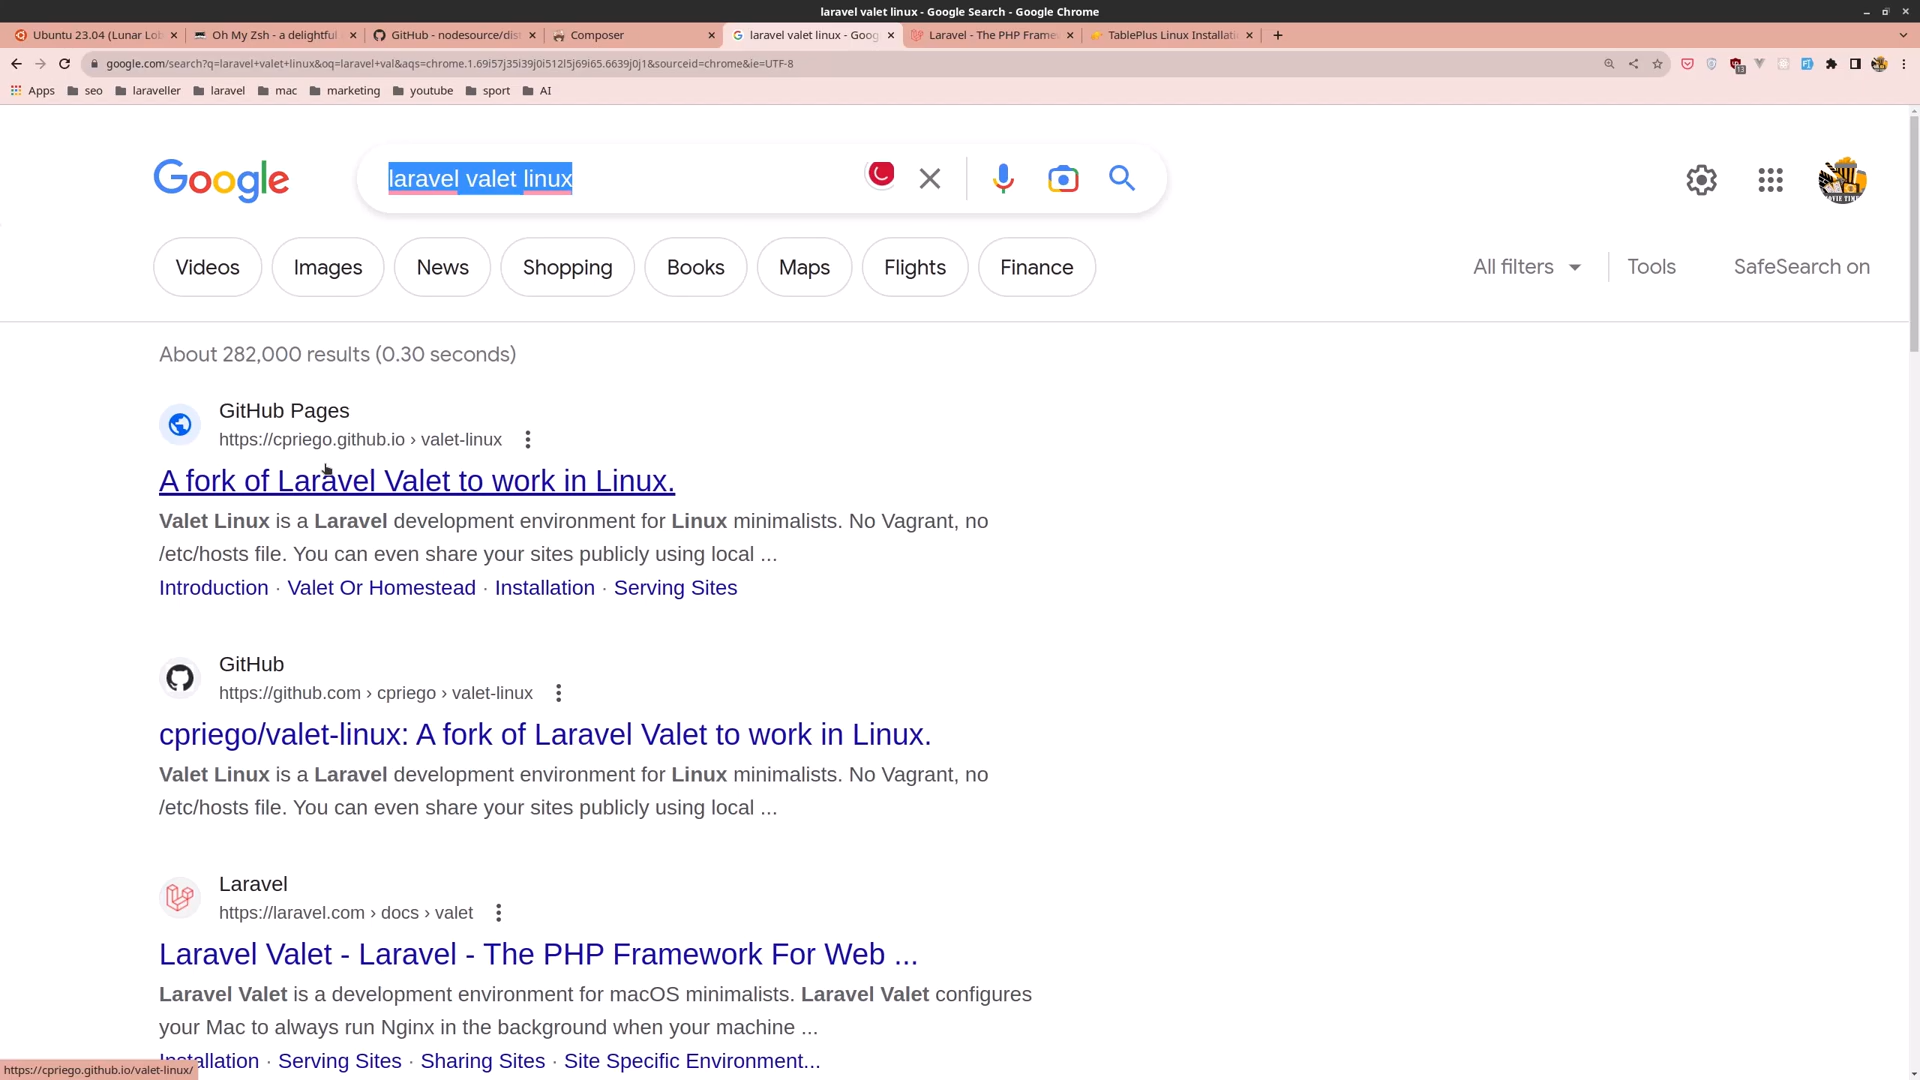 laravel valet linux - Google Search - Google Chrome
Ubuntu 23.04 (Lunar Lob
Oh My Zsh - a delightful
GitHub - nodesource/dist
Composer
laravel valet linux - Goog
Laravel - The PHP Frame
TablePlus Linux Installati
google.com/search?q=laravel+valet+linux&oq=laravel+val&aqs=chrome.1.69i57j35i39j0i512l5j69i65.6639j0j1&sourceid=chrome&ie=UTF-8
13
Apps seo laraveller laravel mac marketing youtube sport AI
Google
laravel valet linux
Videos Images News Shopping Books Maps Flights Finance
All filters Tools SafeSearch on
About 282,000 results (0.30 seconds)
GitHub Pages
https://cpriego.github.io › valet-linux
A fork of Laravel Valet to work in Linux.
Valet Linux is a Laravel development environment for Linux minimalists. No Vagrant, no
/etc/hosts file. You can even share your sites publicly using local ...
Introduction · Valet Or Homestead · Installation · Serving Sites
GitHub
https://github.com › cpriego › valet-linux
cpriego/valet-linux: A fork of Laravel Valet to work in Linux.
Valet Linux is a Laravel development environment for Linux minimalists. No Vagrant, no
/etc/hosts file. You can even share your sites publicly using local ...
Laravel
https://laravel.com › docs › valet
Laravel Valet - Laravel - The PHP Framework For Web ...
Laravel Valet is a development environment for macOS minimalists. Laravel Valet configures
your Mac to always run Nginx in the background when your machine ...
Installation · Serving Sites · Sharing Sites · Site Specific Environment...
https://cpriego.github.io/valet-linux/